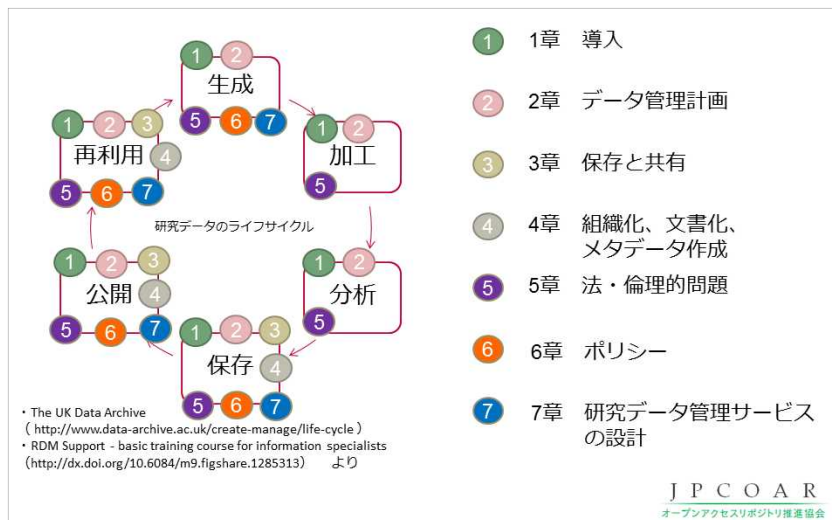 1 2
生成
5 6 7
1 2
加工
5
1 2
分析
5
1 2 3
保存
4
5 6 7
1 2 3
公開
4
5 6 7
1 2 3
再利用
4
5 6 7
研究データのライフサイクル
・The UK Data Archive
( http://www.data-archive.ac.uk/create-manage/life-cycle )
・RDM Support - basic training course for information specialists
(http://dx.doi.org/10.6084/m9.figshare.1285313) より
1 1章 導入
2 2章 データ管理計画
3 3章 保存と共有
4 4章 組織化、文書化、
メタデータ作成
5 5章 法・倫理的問題
6 6章 ポリシー
7 7章 研究データ管理サービス
の設計
JPCOAR
オープンアクセスリポジトリ推進協会